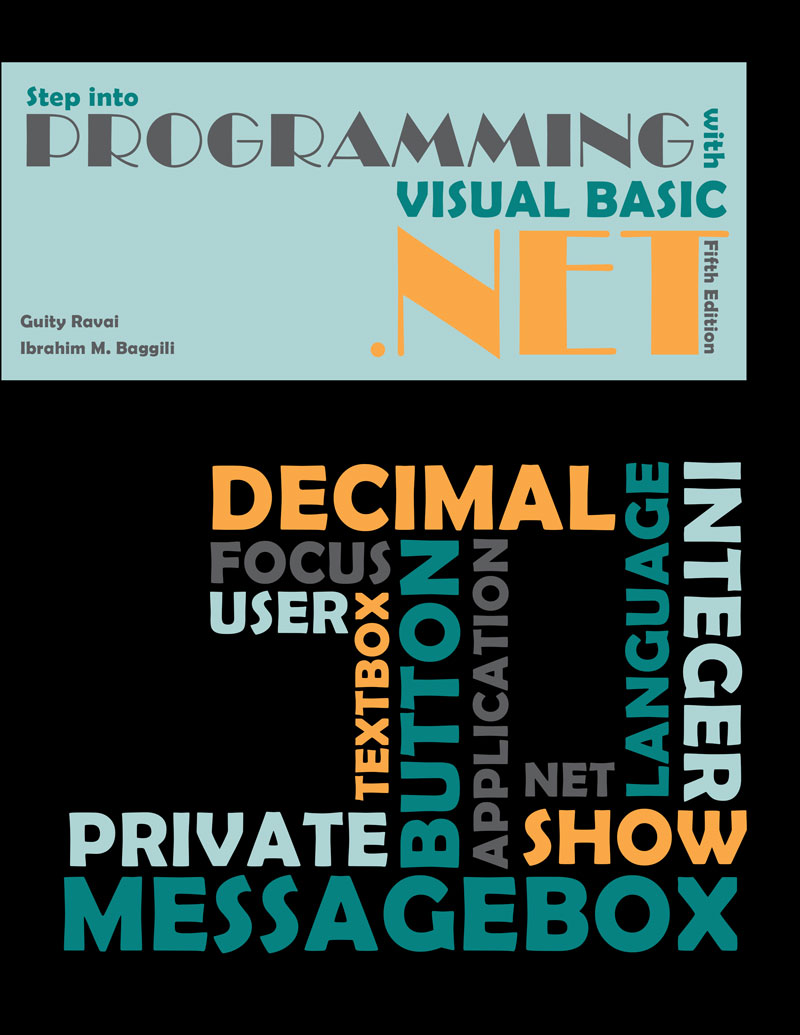 Step into
PROGRAMMING
with
VISUAL BASIC
.NET
Fifth Edition
Guity Ravai
Ibrahim M. Baggili
DECIMAL
FOCUS
USER
TEXTBOX
BUTTON
APPLICATION
LANGUAGE
INTEGER
NET
PRIVATE
SHOW
MESSAGEBOX